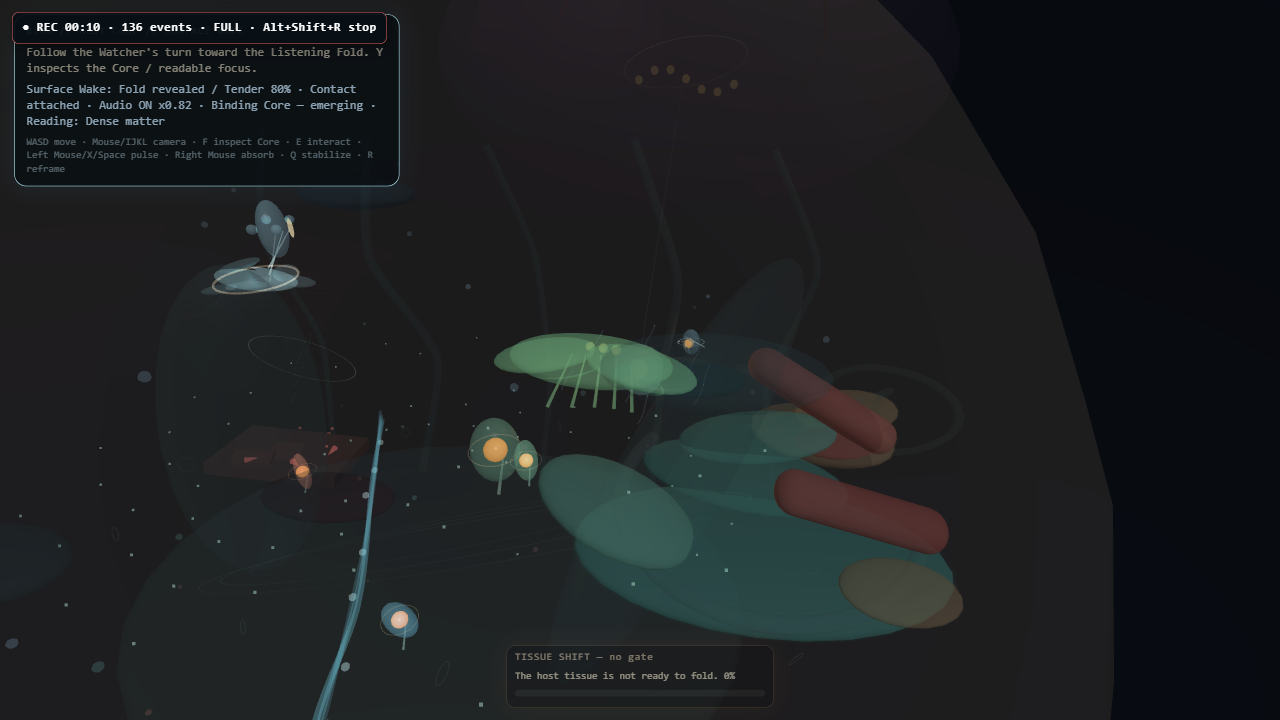 ● REC 00:10 · 136 events · FULL · Alt+Shift+R stop
Follow the Watcher's turn toward the Listening Fold. Y
inspects the Core / readable focus.
Surface Wake: Fold revealed / Tender 80% · Contact
attached · Audio ON x0.82 · Binding Core — emerging ·
Reading: Dense matter
WASD move · Mouse/IJKL camera · F inspect Core · E interact ·
Left Mouse/X/Space pulse · Right Mouse absorb · Q stabilize · R
reframe
TISSUE SHIFT — no gate
The host tissue is not ready to fold. 0%